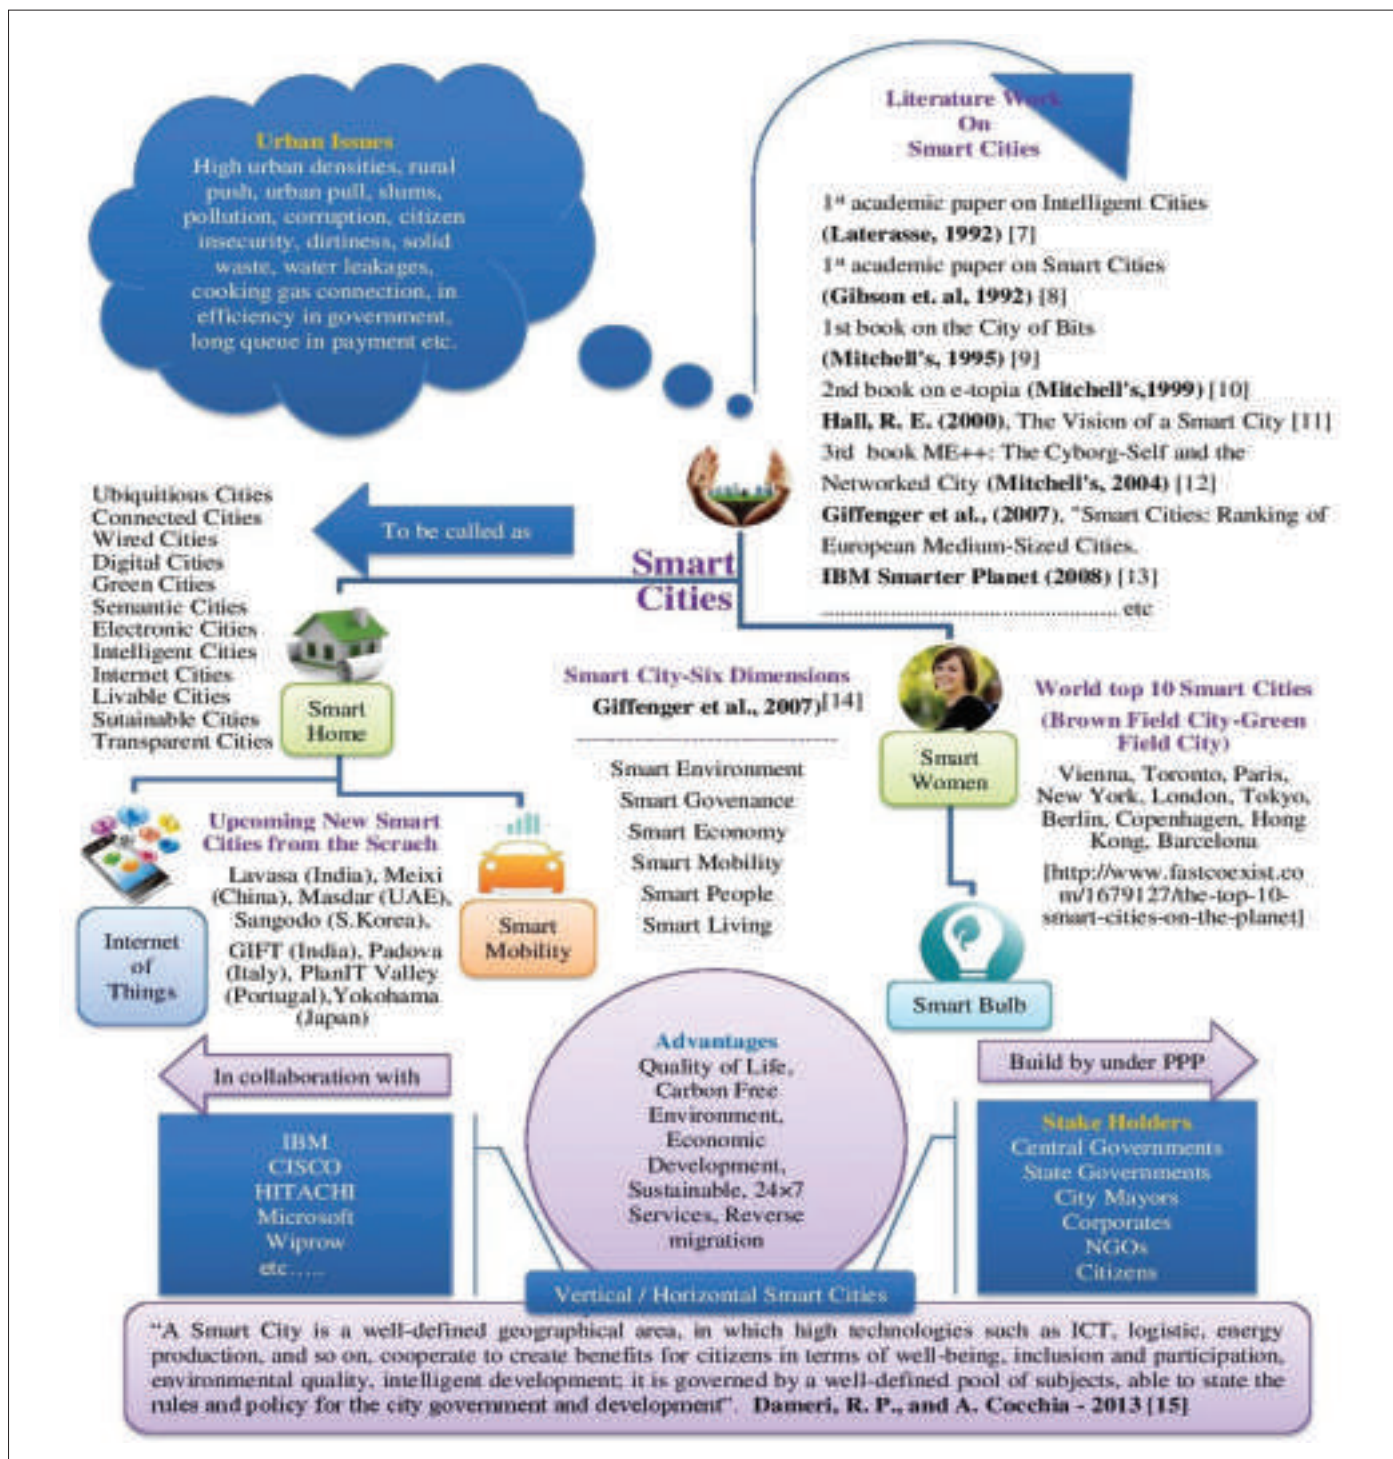 Urban Issues
High urban densities, rural
push, urban pull, slums,
pollution, corruption, citizen
insecurity, dirtiness, solid
waste, water leakages,
cooking gas connection, in
efficiency in government,
long queue in payment etc.
Literature Work
On
Smart Cities
1st academic paper on Intelligent Cities
(Laterasse, 1992) [7]
1st academic paper on Smart Cities
(Gibson et. al, 1992) [8]
1st book on the City of Bits
(Mitchell's, 1995) [9]
2nd book on e-topia (Mitchell's,1999) [10]
Hall, R. E. (2000), The Vision of a Smart City [11]
3rd book ME++: The Cyborg-Self and the
Networked City (Mitchell's, 2004) [12]
Giffenger et al., (2007), "Smart Cities: Ranking of
European Medium-Sized Cities.
IBM Smarter Planet (2008) [13]
................................................ etc
To be called as
Ubiquitious Cities
Connected Cities
Wired Cities
Digital Cities
Green Cities
Semantic Cities
Electronic Cities
Intelligent Cities
Internet Cities
Livable Cities
Sutainable Cities
Transparent Cities
Smart
Cities
Smart
Home
Smart City-Six Dimensions
Giffenger et al., 2007)[14]
Smart Environment
Smart Govenance
Smart Economy
Smart Mobility
Smart People
Smart Living
Smart
Women
World top 10 Smart Cities
(Brown Field City-Green
Field City)
Vienna, Toronto, Paris,
New York, London, Tokyo,
Berlin, Copenhagen, Hong
Kong, Barcelona
[http://www.fastcoexist.co
m/1679127/the-top-10-
smart-cities-on-the-planet]
Upcoming New Smart
Cities from the Scrach
Lavasa (India), Meixi
(China), Masdar (UAE),
Sangodo (S.Korea),
GIFT (India), Padova
(Italy), PlanIT Valley
(Portugal),Yokohama
(Japan)
Internet
of
Things
Smart
Mobility
Smart Bulb
In collaboration with
IBM
CISCO
HITACHI
Microsoft
Wiprow
etc.....
Advantages
Quality of Life,
Carbon Free
Environment,
Economic
Development,
Sustainable, 24×7
Services, Reverse
migration
Build by under PPP
Stake Holders
Central Governments
State Governments
City Mayors
Corporates
NGOs
Citizens
Vertical / Horizontal Smart Cities
“A Smart City is a well-defined geographical area, in which high technologies such as ICT, logistic, energy
production, and so on, cooperate to create benefits for citizens in terms of well-being, inclusion and participation,
environmental quality, intelligent development; it is governed by a well-defined pool of subjects, able to state the
rules and policy for the city government and development”. Dameri, R. P., and A. Cocchia - 2013 [15]